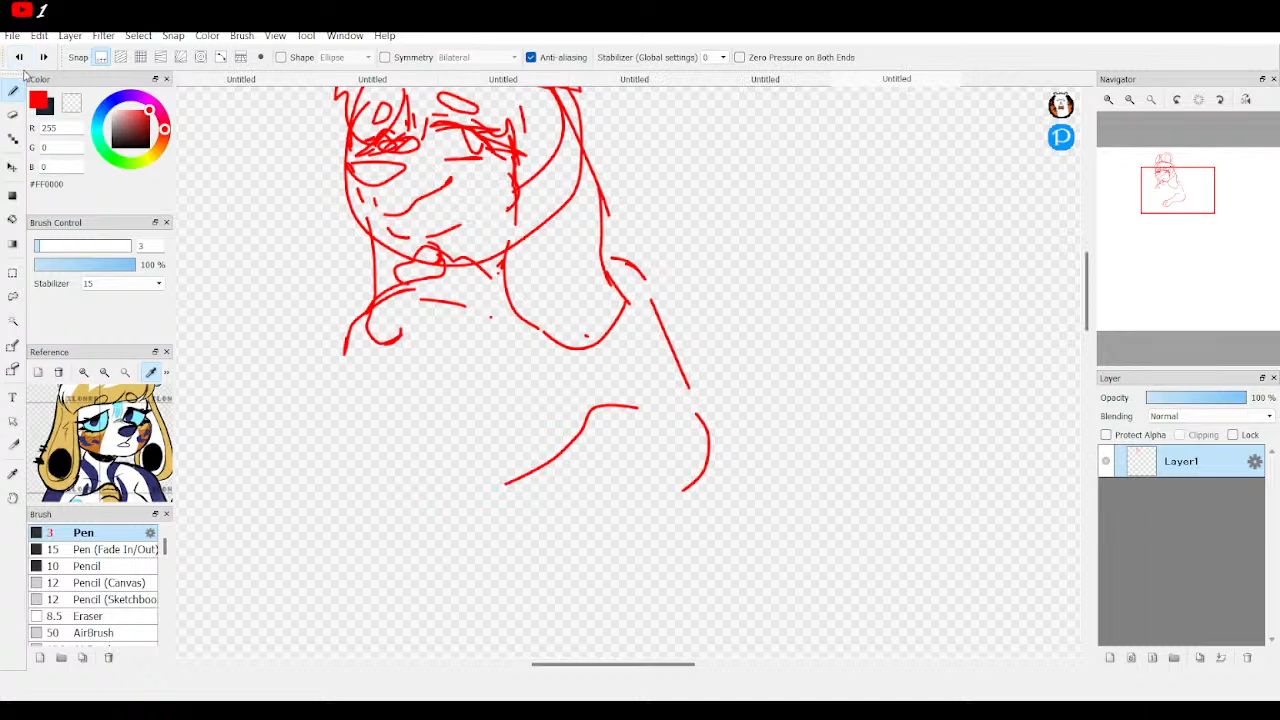 1
File Edit Layer Filter Select Snap Color Brush View Tool Window Help
Snap Shape Ellipse Symmetry Bilateral Anti-aliasing Stabilizer (Global settings) 0 Zero Pressure on Both Ends
Color
Untitled Untitled Untitled Untitled Untitled Untitled
Navigator
R 255
G 0
B 0
#FF0000
P
Brush Control
3
100 %
Stabilizer 15
Reference
Layer
Opacity 100 %
Blending Normal
Protect Alpha Clipping Lock
Layer1
Brush
3 Pen
15 Pen (Fade In/Out)
10 Pencil
12 Pencil (Canvas)
12 Pencil (Sketchboo
8.5 Eraser
50 AirBrush